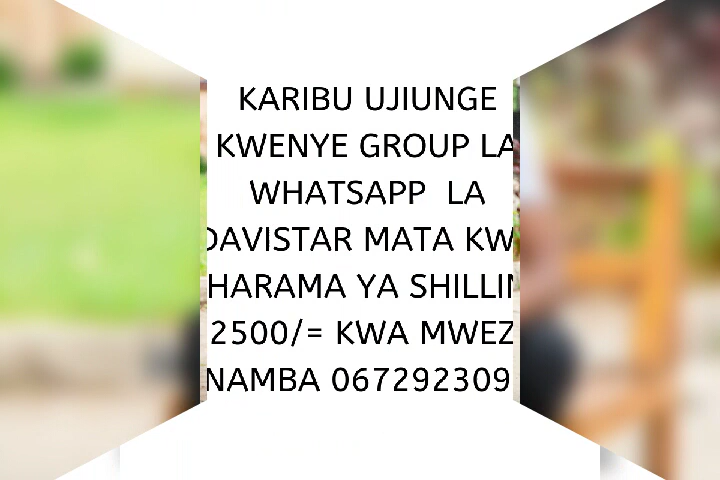 KARIBU UJIUNGE
KWENYE GROUP LA
WHATSAPP LA
DAVISTAR MATA KW
HARAMA YA SHILLIN
2500/= KWA MWEZ
NAMBA 067292309